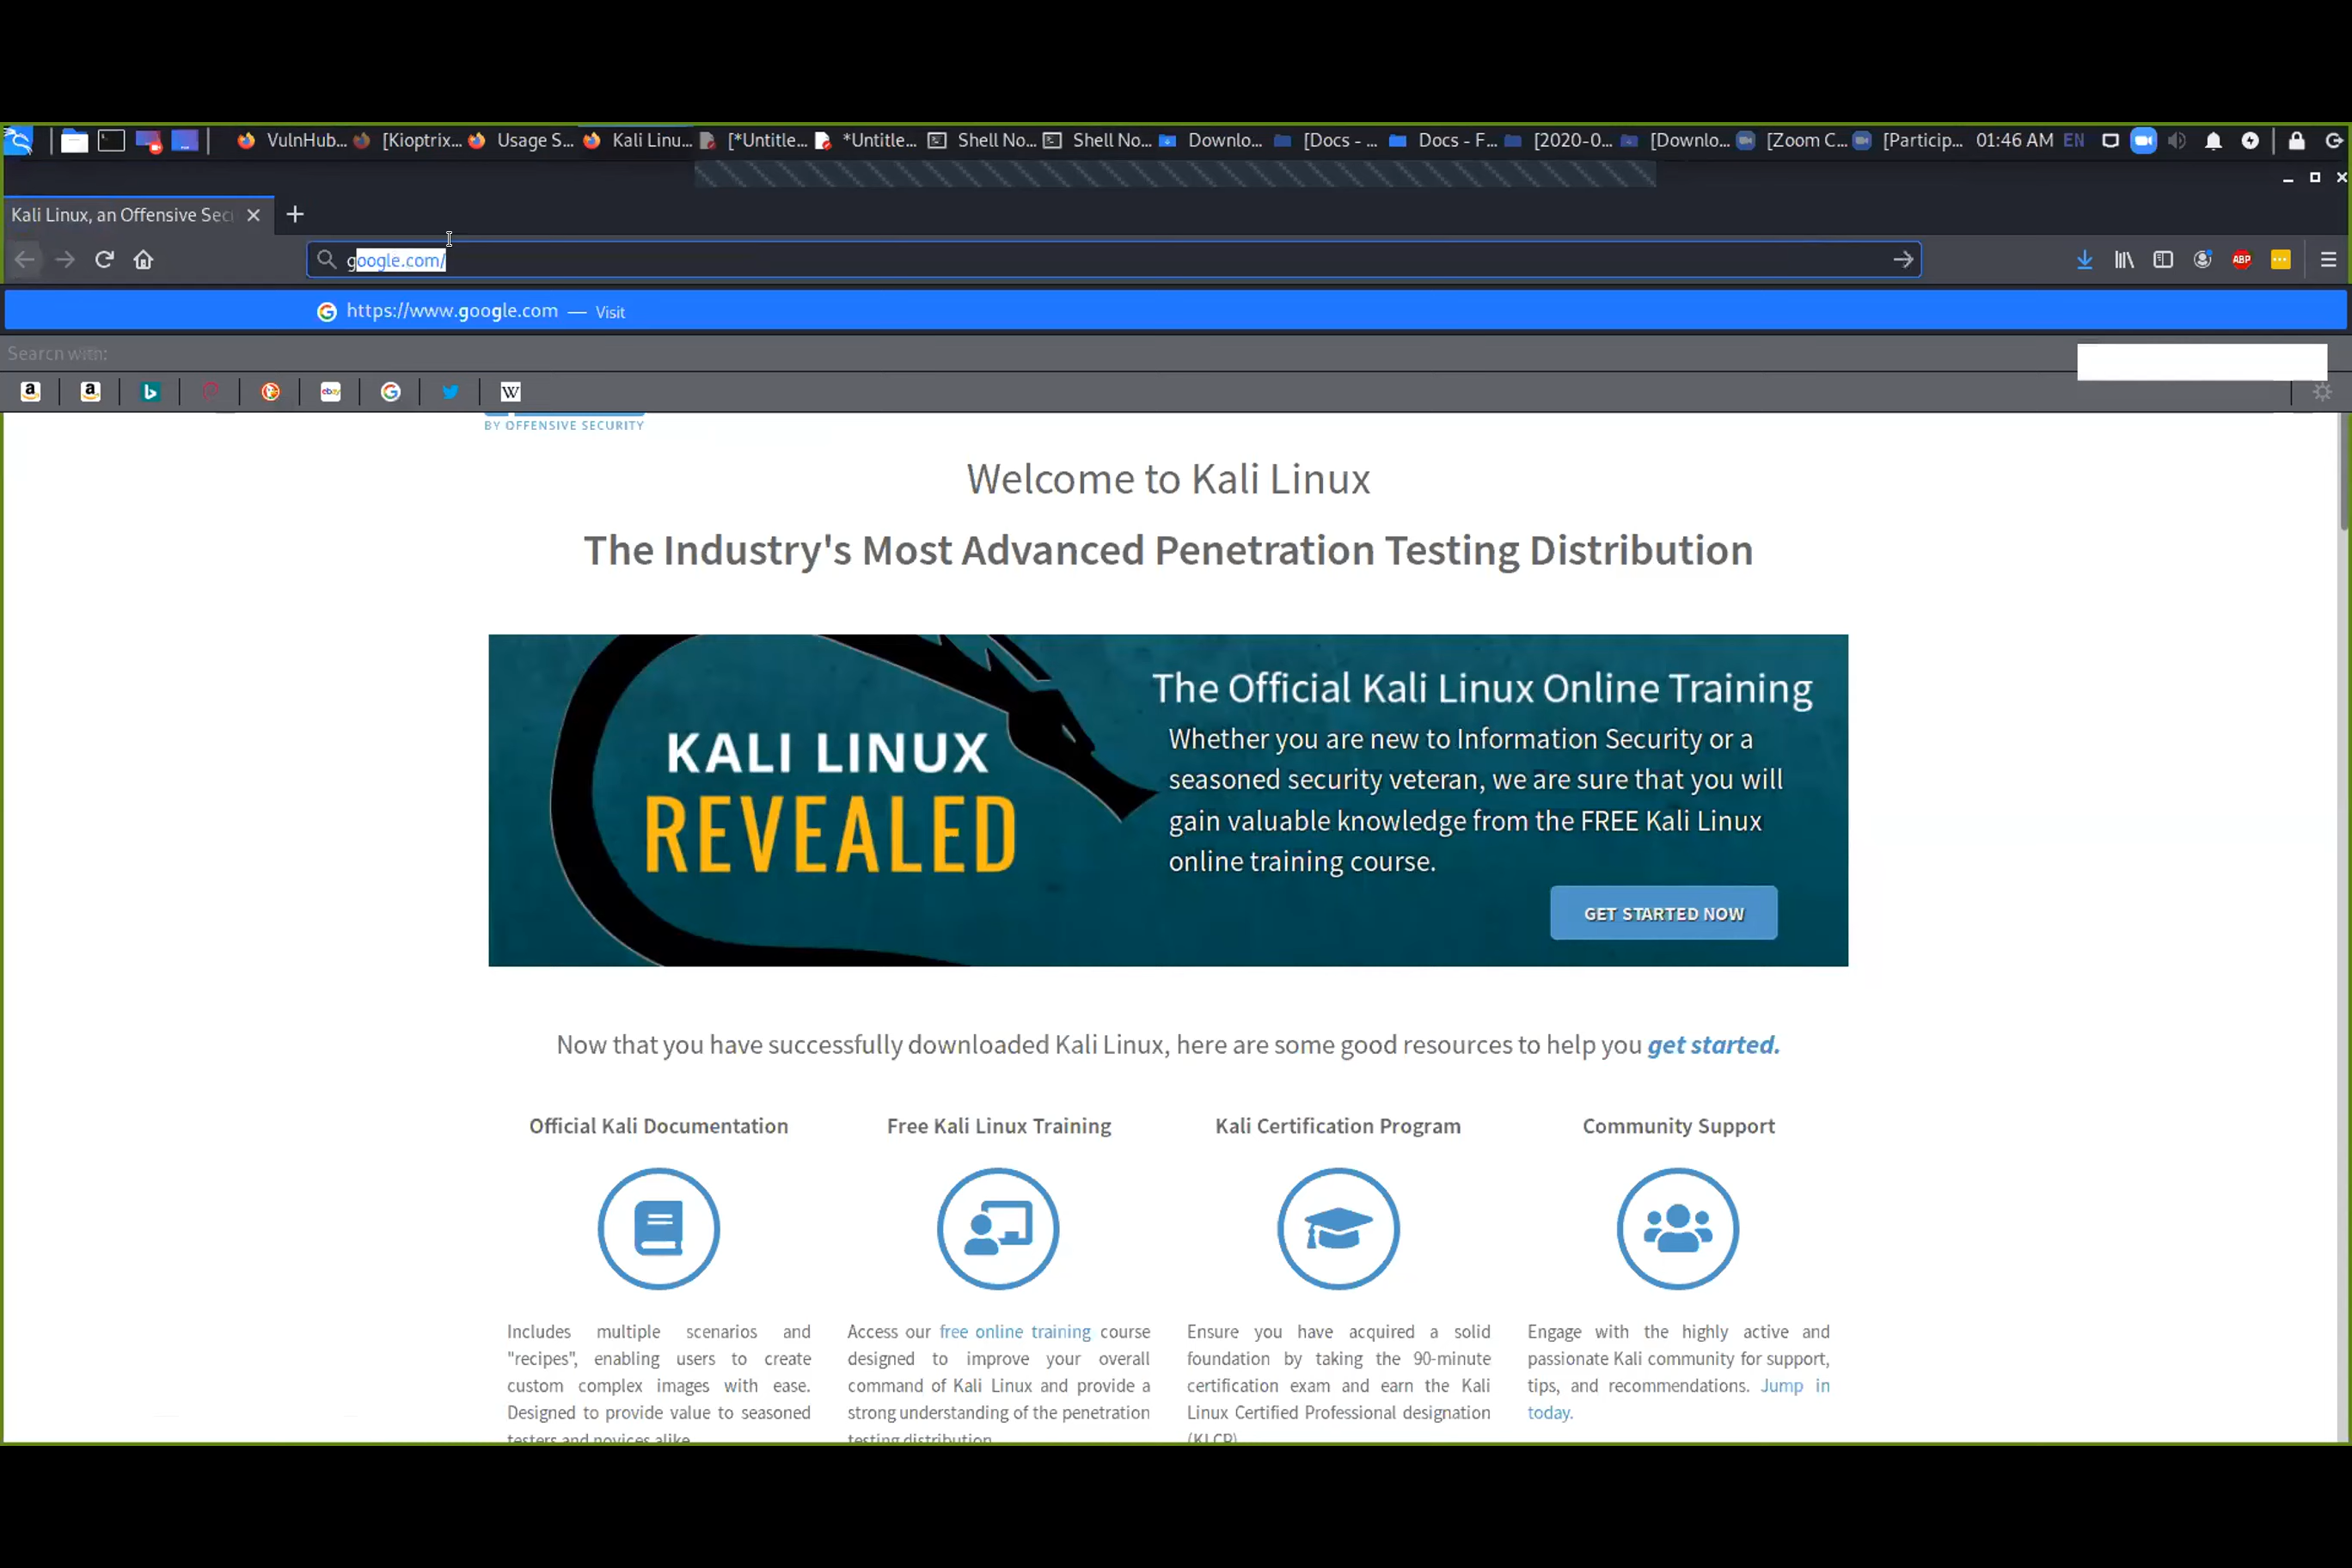 VulnHub... [Kioptrix... Usage S... Kali Linu... [*Untitle... *Untitle... Shell No... Shell No... Downlo... [Docs - ... Docs - F... [2020-0... [Downlo... [Zoom C... [Particip... 01:46 AM EN
Kali Linux, an Offensive Secu
google.com/
ABP
https://www.google.com — Visit
Search with:
a a b ebay G W
BY OFFENSIVE SECURITY
Welcome to Kali Linux
The Industry's Most Advanced Penetration Testing Distribution
KALI LINUX
REVEALED
The Official Kali Linux Online Training
Whether you are new to Information Security or a
seasoned security veteran, we are sure that you will
gain valuable knowledge from the FREE Kali Linux
online training course.
GET STARTED NOW
Now that you have successfully downloaded Kali Linux, here are some good resources to help you get started.
Official Kali Documentation
Includes multiple scenarios and
"recipes", enabling users to create
custom complex images with ease.
Designed to provide value to seasoned
testers and novices alike
Free Kali Linux Training
Access our free online training course
designed to improve your overall
command of Kali Linux and provide a
strong understanding of the penetration
testing distribution
Kali Certification Program
Ensure you have acquired a solid
foundation by taking the 90-minute
certification exam and earn the Kali
Linux Certified Professional designation
(KLCP)
Community Support
Engage with the highly active and
passionate Kali community for support,
tips, and recommendations. Jump in
today.